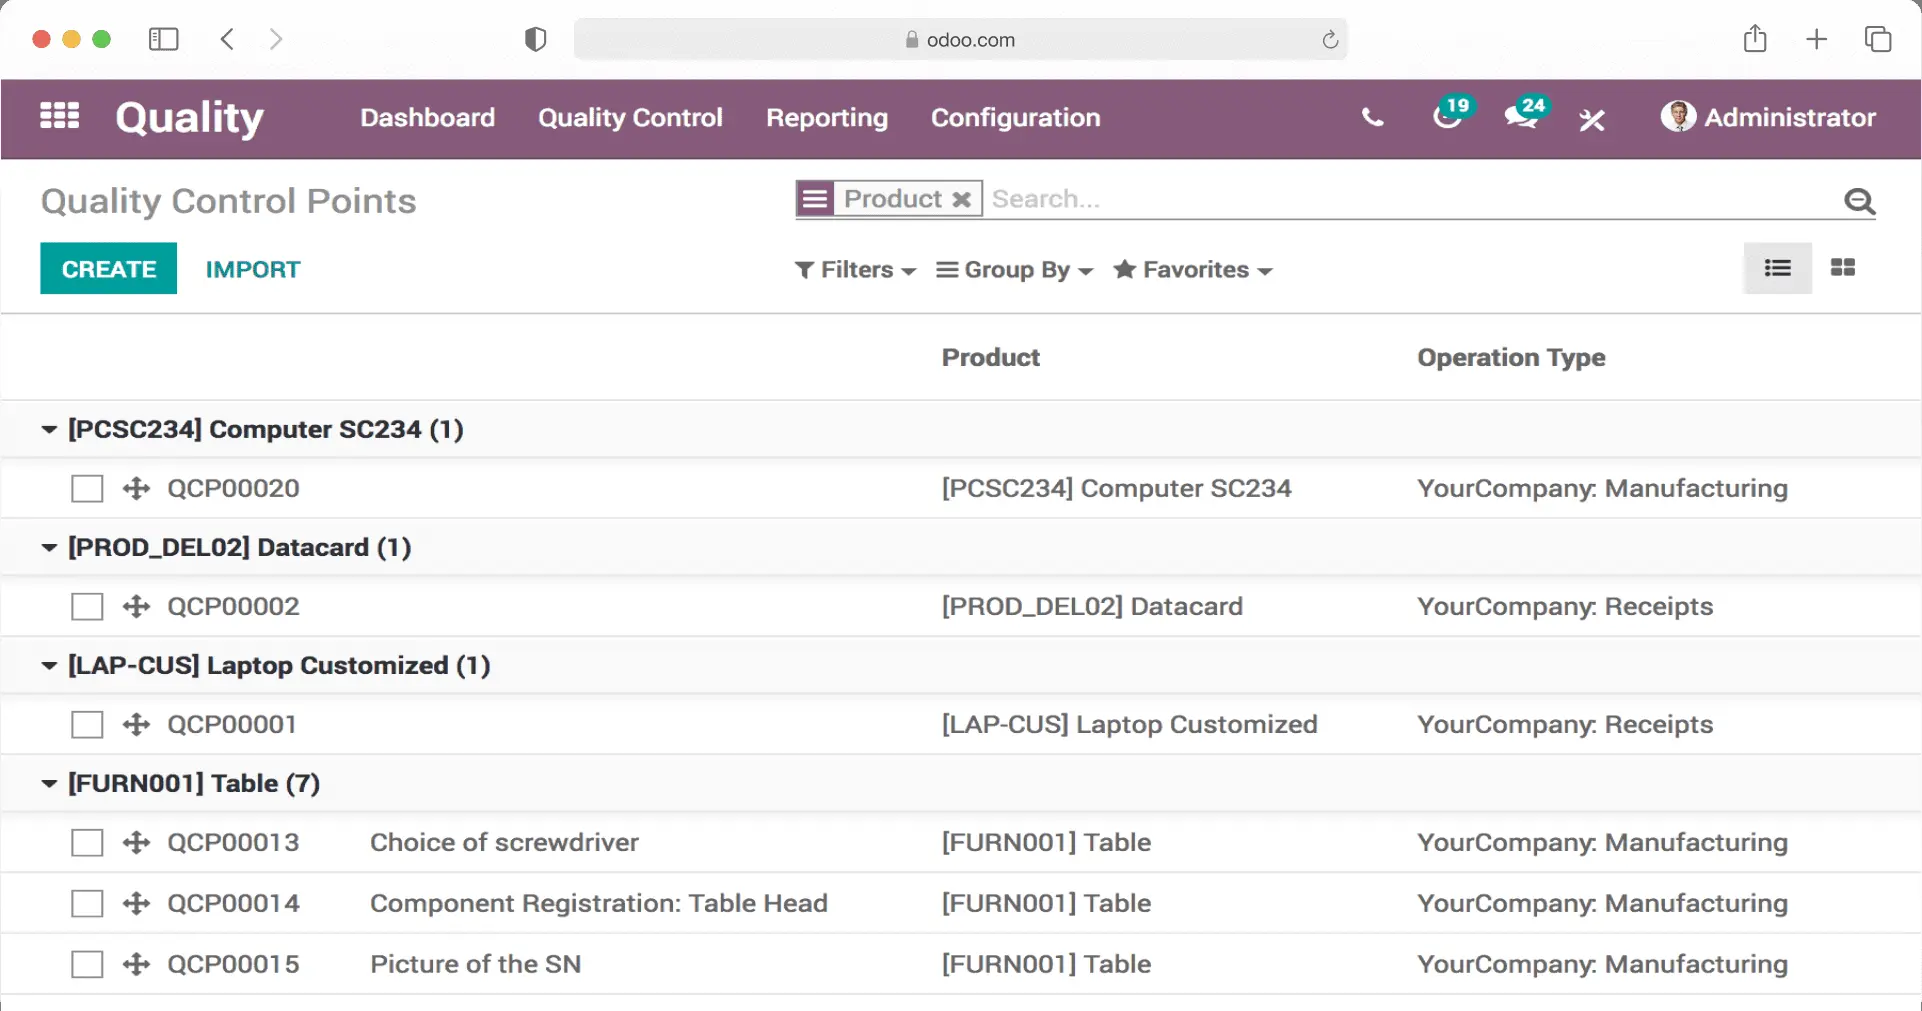 odoo.com
Quality Dashboard Quality Control Reporting Configuration 19 24 Administrator
Quality Control Points Product Search...
CREATE IMPORT Filters Group By Favorites
Product Operation Type
[PCSC234] Computer SC234 (1)
QCP00020 [PCSC234] Computer SC234 YourCompany: Manufacturing
[PROD_DEL02] Datacard (1)
QCP00002 [PROD_DEL02] Datacard YourCompany: Receipts
[LAP-CUS] Laptop Customized (1)
QCP00001 [LAP-CUS] Laptop Customized YourCompany: Receipts
[FURN001] Table (7)
QCP00013 Choice of screwdriver [FURN001] Table YourCompany: Manufacturing
QCP00014 Component Registration: Table Head [FURN001] Table YourCompany: Manufacturing
QCP00015 Picture of the SN [FURN001] Table YourCompany: Manufacturing